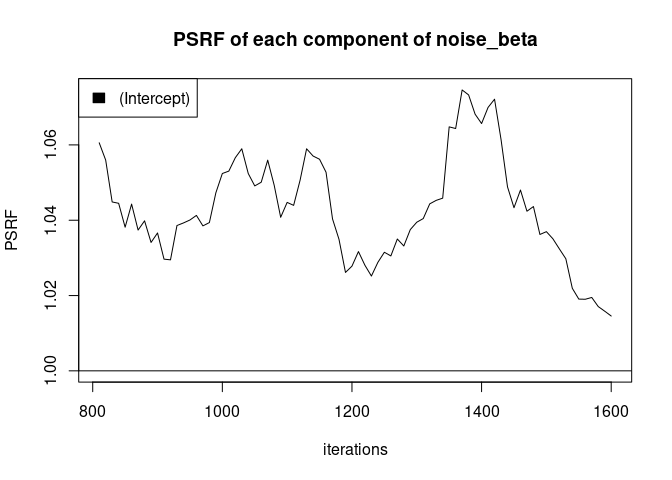 PSRF of each component of noise_beta
(Intercept)
PSRF
1.06
1.04
1.02
1.00
800 1000 1200 1400 1600
iterations